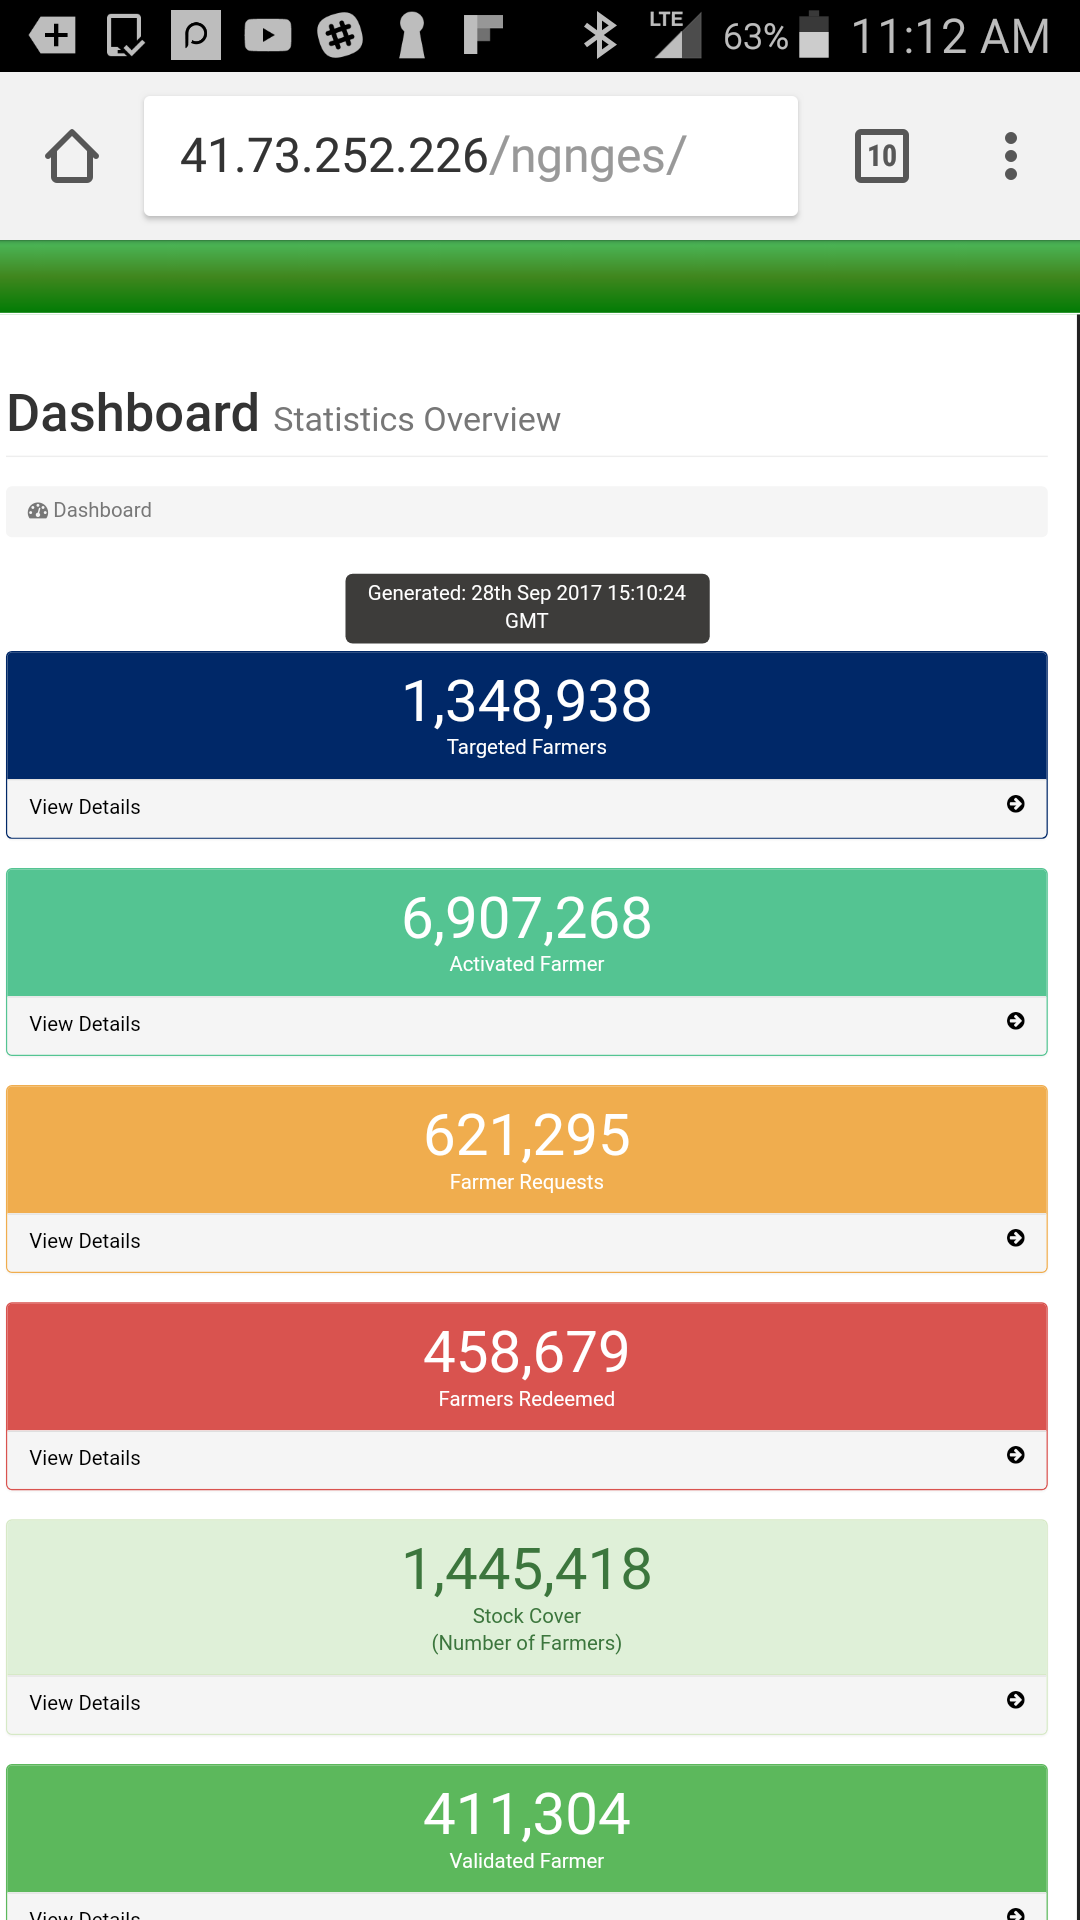 LTE
63%
11:12 AM
41.73.252.226/ngnges/
10
Dashboard Statistics Overview
Dashboard
Generated: 28th Sep 2017 15:10:24
GMT
1,348,938
Targeted Farmers
View Details
6,907,268
Activated Farmer
View Details
621,295
Farmer Requests
View Details
458,679
Farmers Redeemed
View Details
1,445,418
Stock Cover
(Number of Farmers)
View Details
411,304
Validated Farmer
View Details